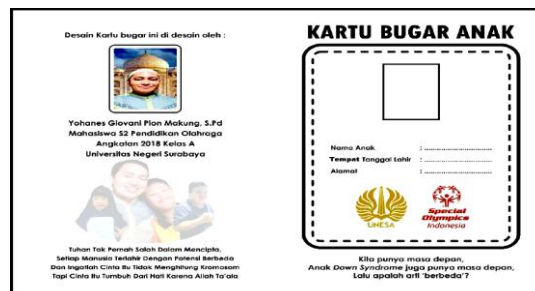 Desain Kartu bugar ini di desain oleh :
Yohanes Giovani Pion Makung, S.Pd
Mahasiswa S2 Pendidikan Olahraga
Angkatan 2018 Kelas A
Universitas Negeri Surabaya
Tuhan Tak Pernah Salah Dalam Mencipta,
Setiap Manusia Terlahir Dengan Potensi Berbeda
Dan Ingatlah Cinta Itu Tidak Menghitung Kromosom
Tapi Cinta Itu Tumbuh Dari Hati Karena Allah Ta'ala
KARTU BUGAR ANAK
Nama Anak : ..............................
Tempat Tanggal Lahir : ..............................
Alamat : ..............................
UNESA
Special
Olympics
Indonesia
Kita punya masa depan,
Anak Down Syndrome juga punya masa depan,
Lalu apalah arti 'berbeda'?